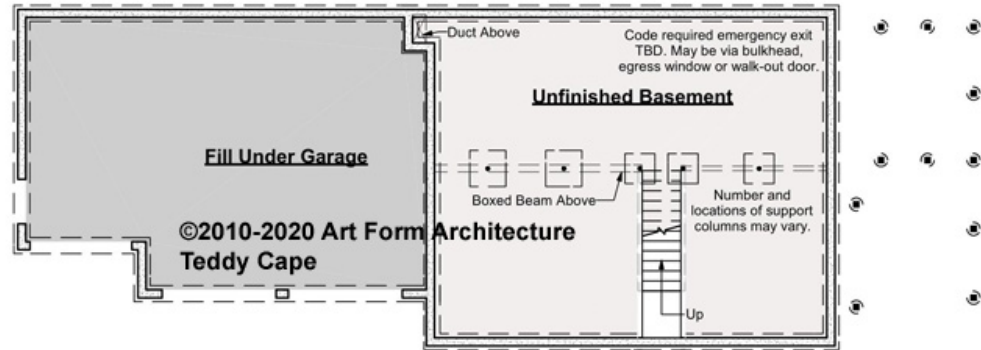 Duct Above
Code required emergency exit
TBD. May be via bulkhead,
egress window or walk-out door.
Unfinished Basement
Fill Under Garage
Boxed Beam Above
Number and
locations of support
columns may vary.
©2010-2020 Art Form Architecture
Teddy Cape
Up